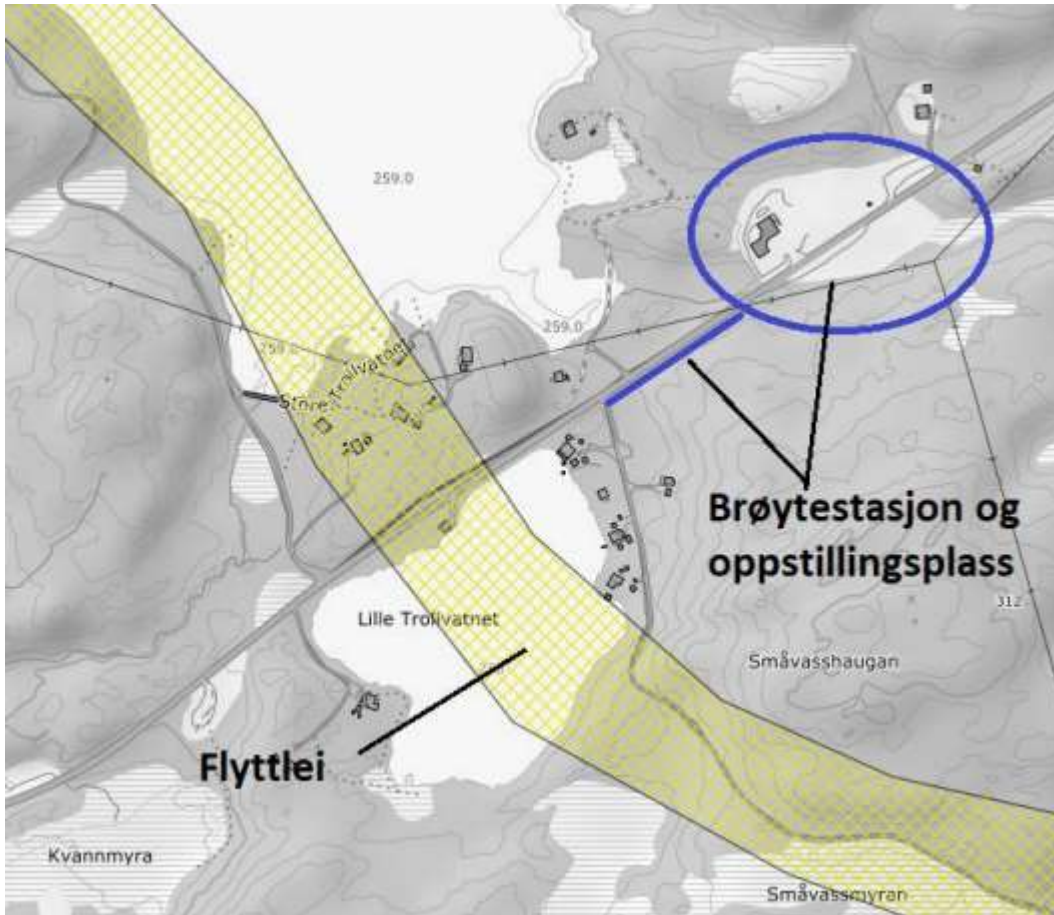 259.0
259.0
259.0
Store Trollvatnet
Brøytestasjon og
oppstillingsplass
312
Lille Trollvatnet
Småvasshaugan
Flyttlei
Kvannmyra
Småvassmyran